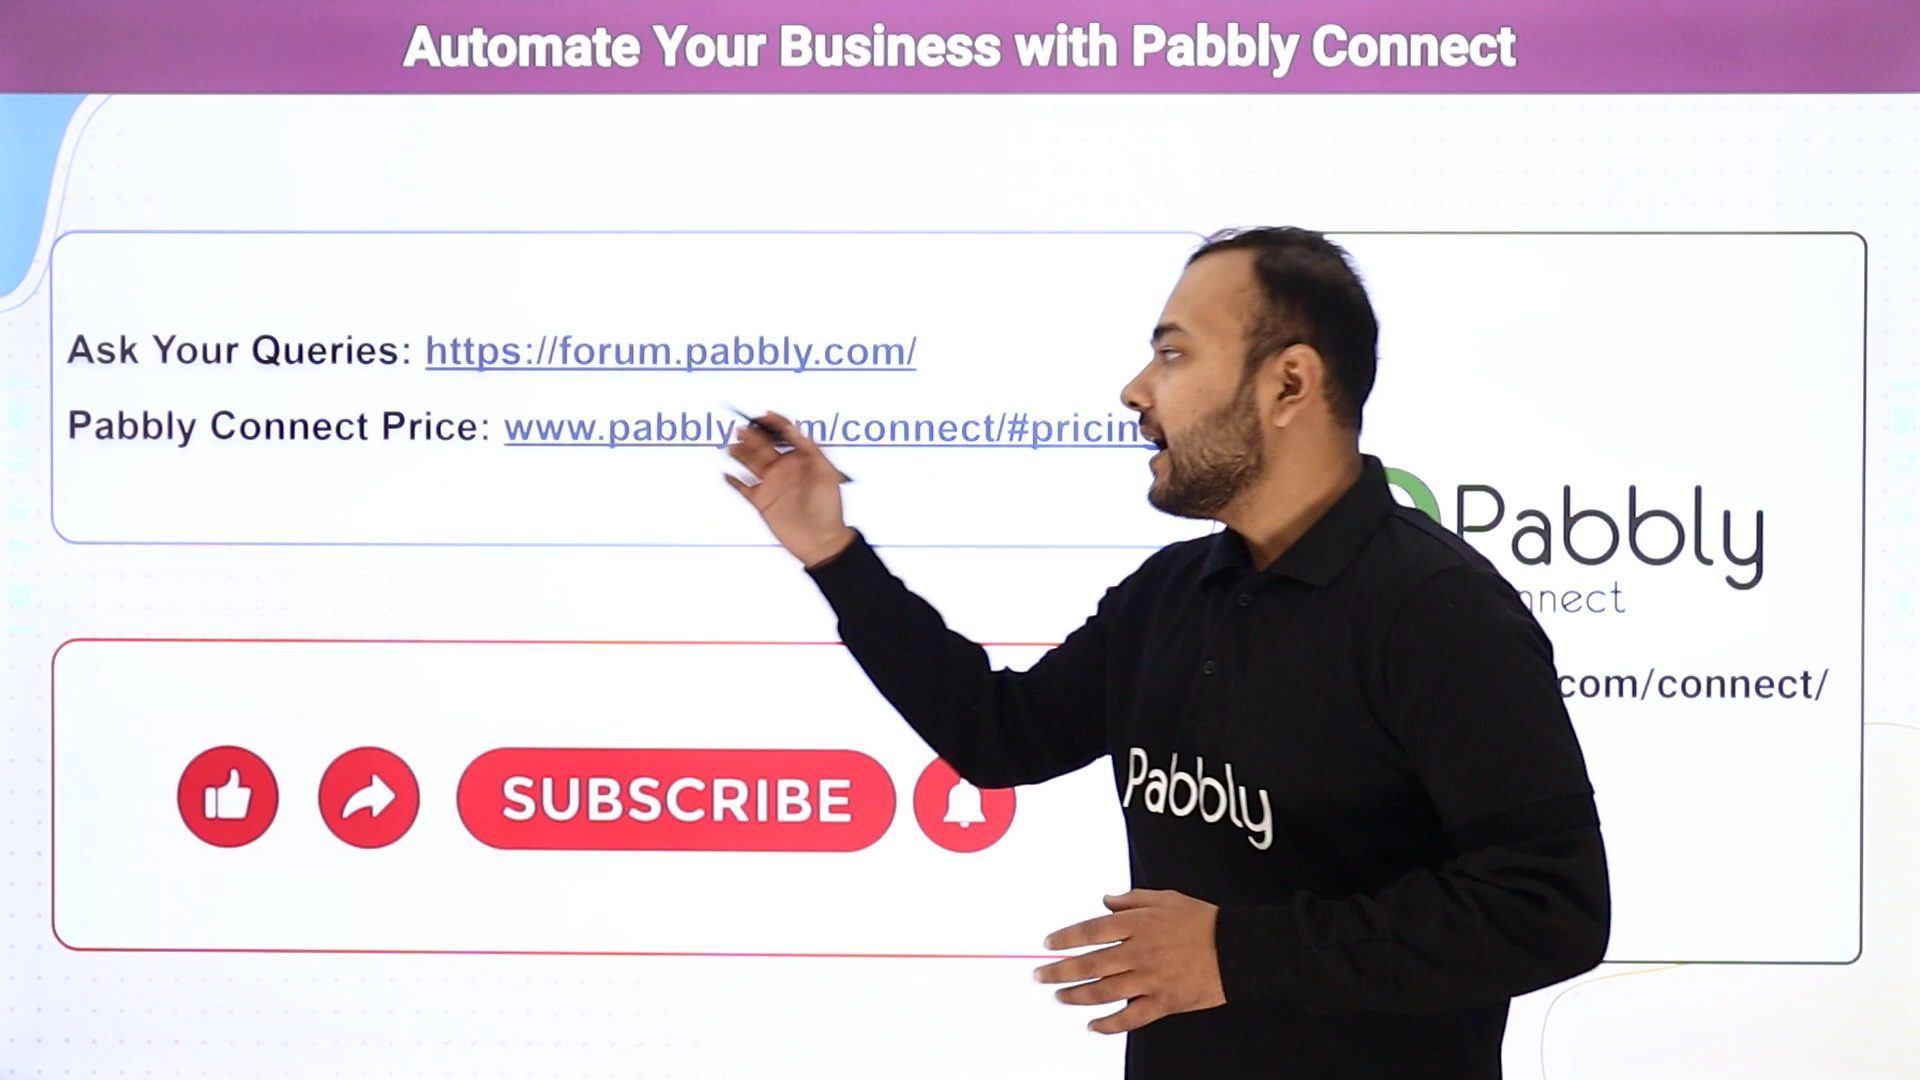 Automate Your Business with Pabbly Connect
Ask Your Queries: https://forum.pabbly.com/
Pabbly Connect Price: www.pabbly m/connect/#pricin
Pabbly
nnect
com/connect/
SUBSCRIBE
Pabbly